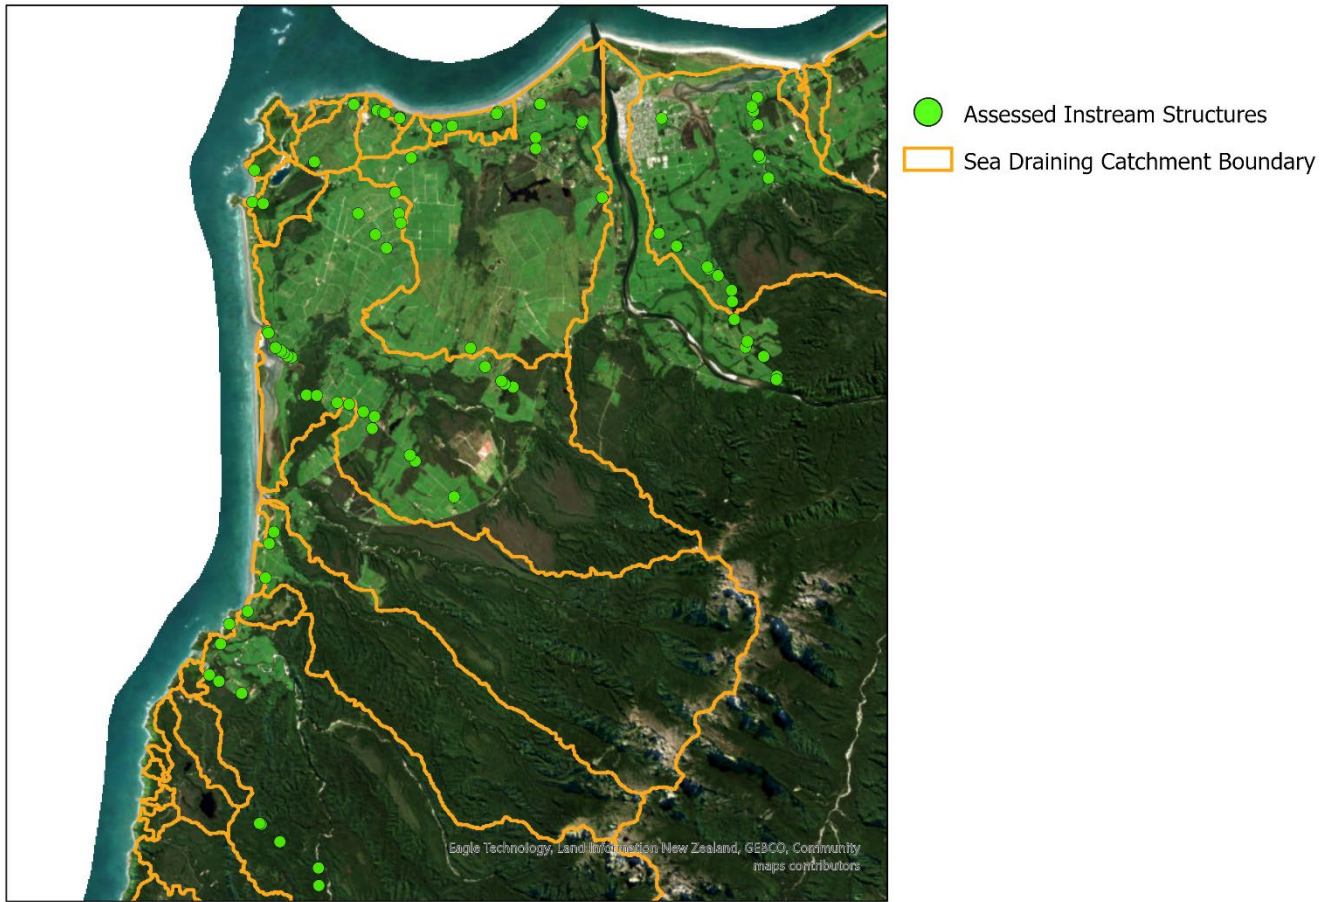 Assessed Instream Structures
Sea Draining Catchment Boundary
Eagle Technology, Land Information New Zealand, GEBCO, Community
maps contributors